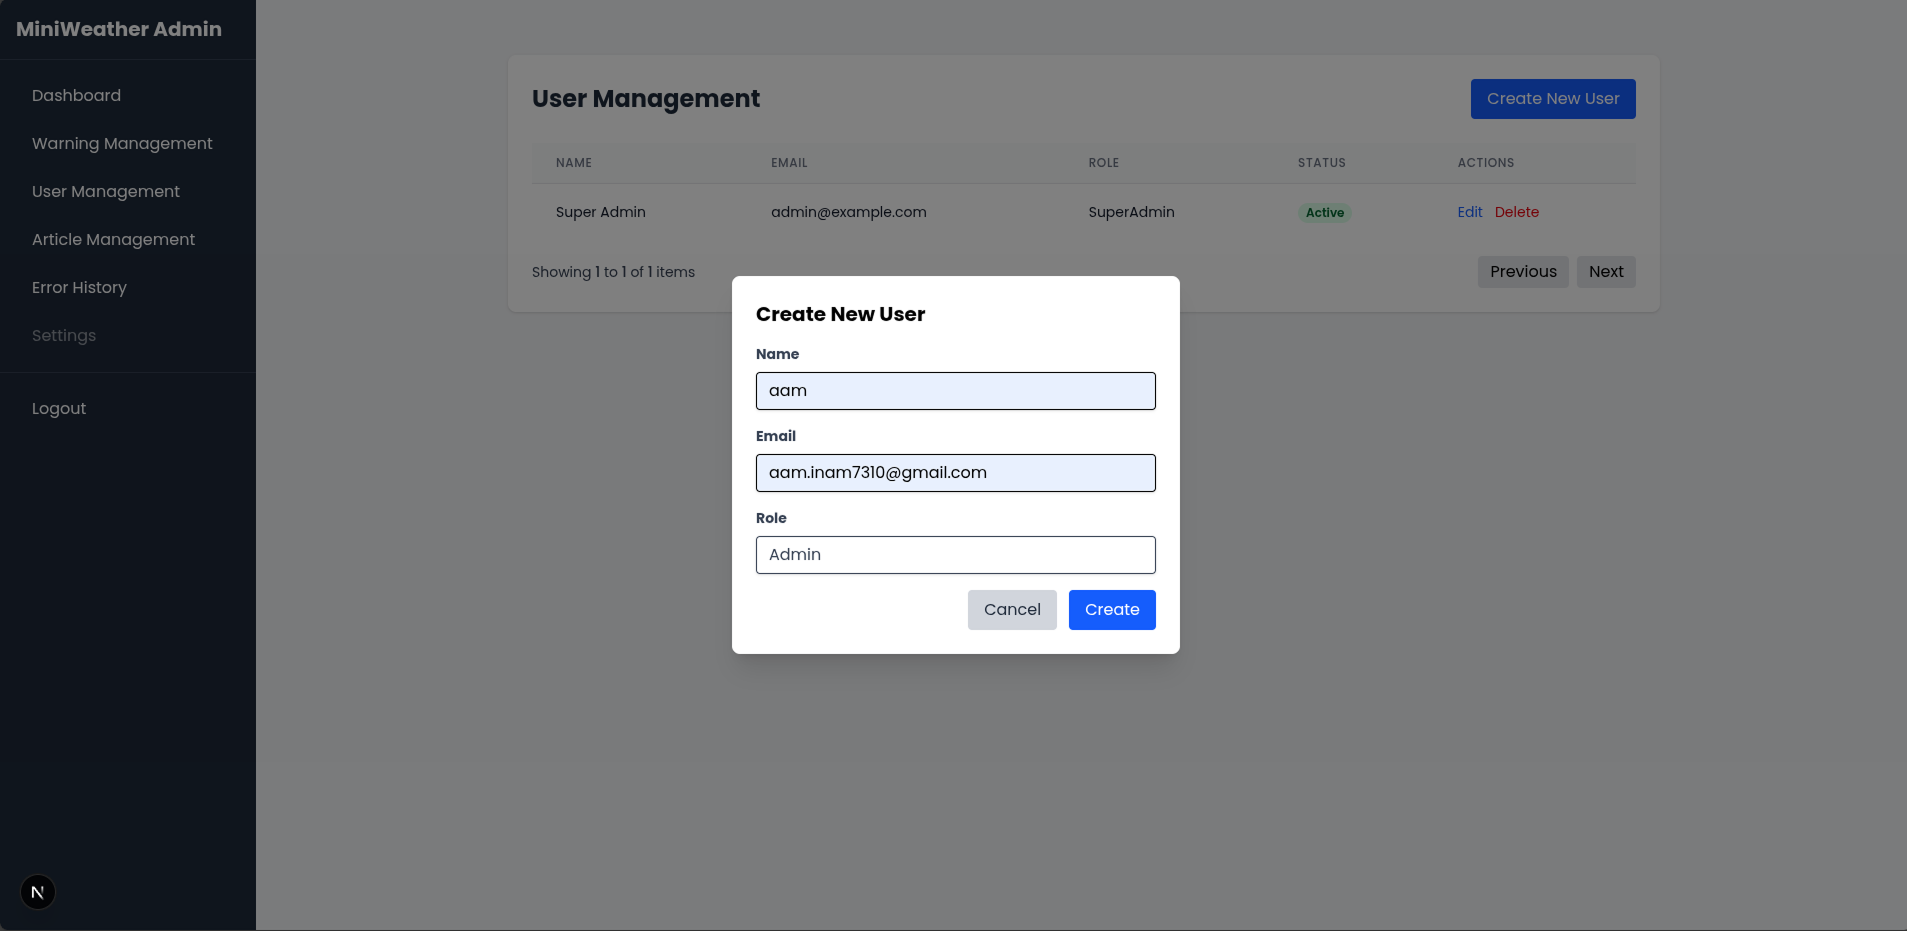 MiniWeather Admin
Dashboard
Warning Management
User Management
Article Management
Error History
Settings
Logout
User Management
Create New User
NAME EMAIL ROLE STATUS ACTIONS
Super Admin admin@example.com SuperAdmin Active Edit Delete
Showing 1 to 1 of 1 items
Previous Next
Create New User
Name
aam
Email
aam.inam7310@gmail.com
Role
Admin
Cancel Create
N